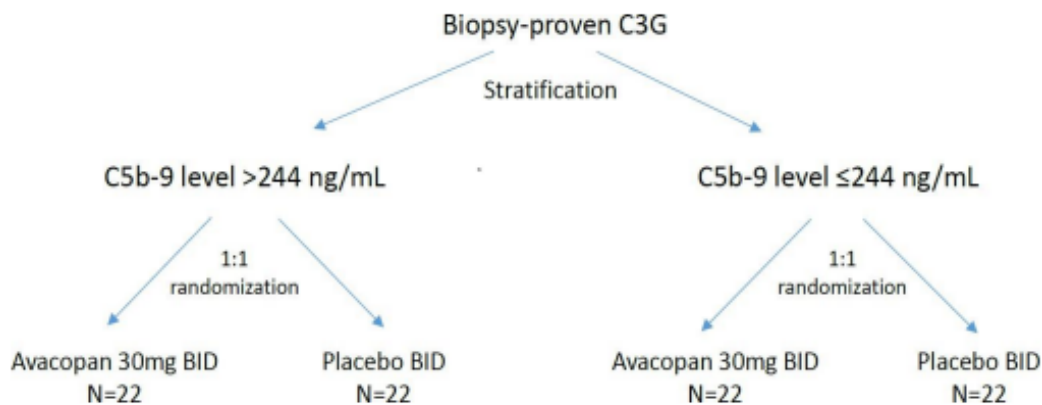 Biopsy-proven C3G
Stratification
C5b-9 level >244 ng/mL
C5b-9 level ≤244 ng/mL
1:1
randomization
1:1
randomization
Avacopan 30mg BID
N=22
Placebo BID
N=22
Avacopan 30mg BID
N=22
Placebo BID
N=22